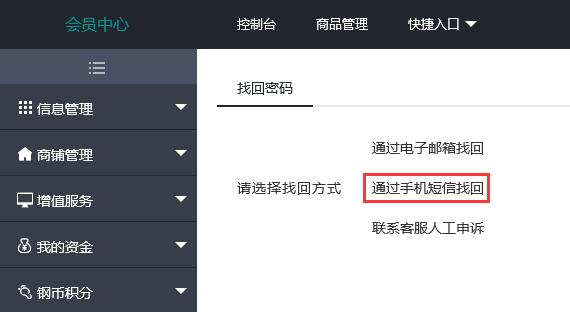 会员中心 控制台 商品管理 快捷入口
找回密码
信息管理
商铺管理
增值服务
我的资金
钢币积分
请选择找回方式
通过电子邮箱找回
通过手机短信找回
联系客服人工申诉